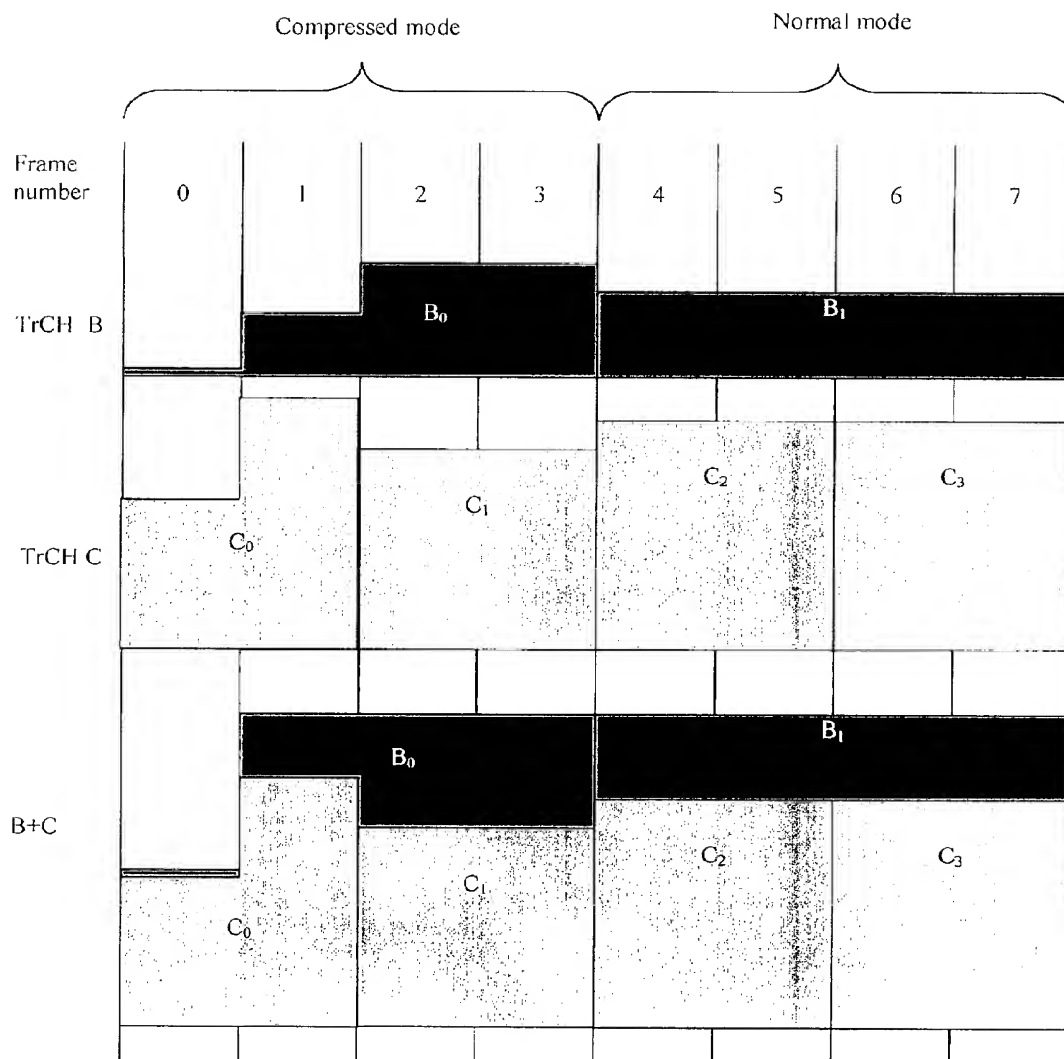 Compressed mode
Normal mode
Frame
number
0 1 2 3 4 5 6 7
TrCH B
B₀
B₁
TrCH C
C₀
C₁
C₂
C₃
B+C
B₀
B₁
C₀
C₁
C₂
C₃